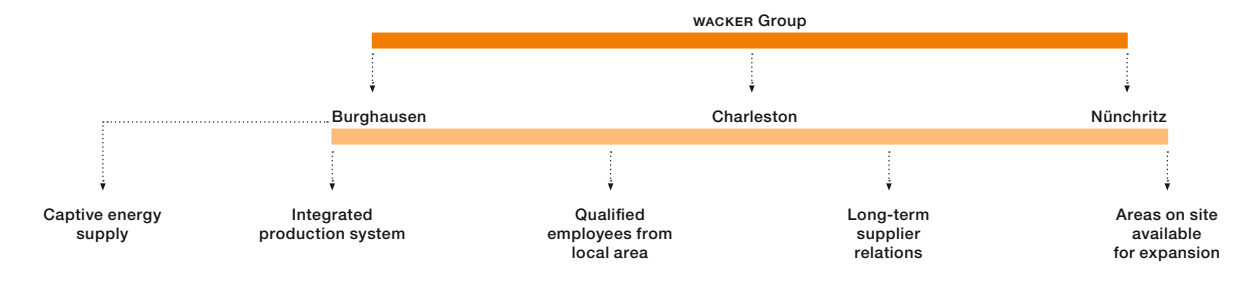 WACKER Group
Burghausen
Charleston
Nünchritz
Captive energy
supply
Integrated
production system
Qualified
employees from
local area
Long-term
supplier
relations
Areas on site
available
for expansion